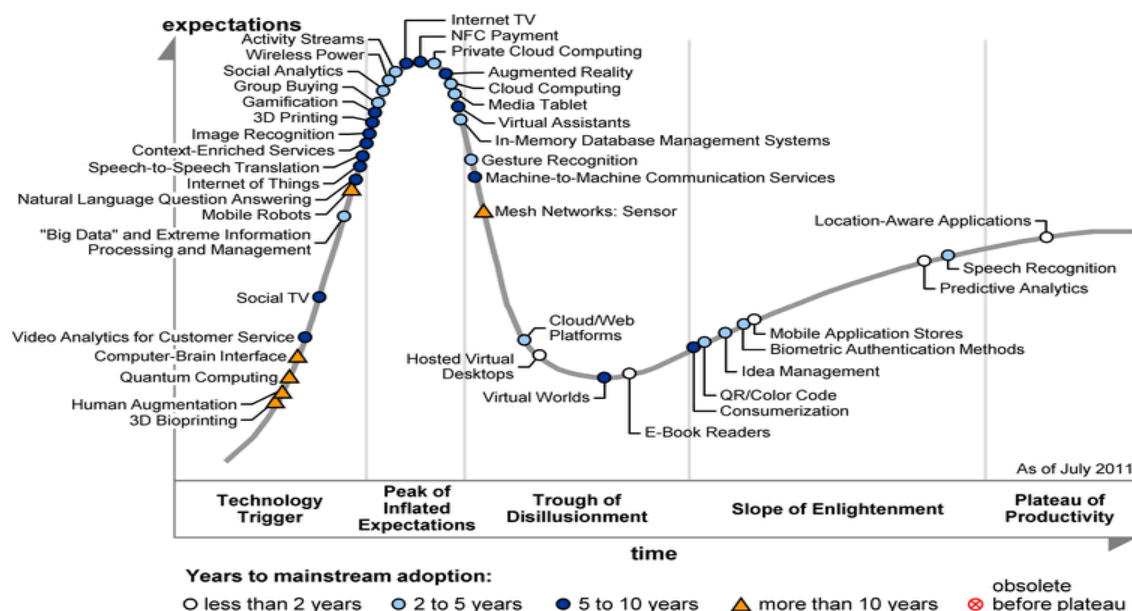 expectations
Internet TV
NFC Payment
Activity Streams
Private Cloud Computing
Wireless Power
Augmented Reality
Social Analytics
Cloud Computing
Group Buying
Media Tablet
Gamification
Virtual Assistants
3D Printing
In-Memory Database Management Systems
Image Recognition
Context-Enriched Services
Gesture Recognition
Speech-to-Speech Translation
Machine-to-Machine Communication Services
Internet of Things
Natural Language Question Answering
Mesh Networks: Sensor
Mobile Robots
Location-Aware Applications
"Big Data" and Extreme Information
Processing and Management
Speech Recognition
Predictive Analytics
Social TV
Cloud/Web
Platforms
Video Analytics for Customer Service
Mobile Application Stores
Computer-Brain Interface
Hosted Virtual
Desktops
Biometric Authentication Methods
Quantum Computing
Idea Management
Human Augmentation
Virtual Worlds
QR/Color Code
3D Bioprinting
Consumerization
E-Book Readers
As of July 2011
Technology
Trigger
Peak of
Inflated
Expectations
Trough of
Disillusionment
Slope of Enlightenment
Plateau of
Productivity
time
Years to mainstream adoption:
less than 2 years
2 to 5 years
5 to 10 years
more than 10 years
obsolete
before plateau